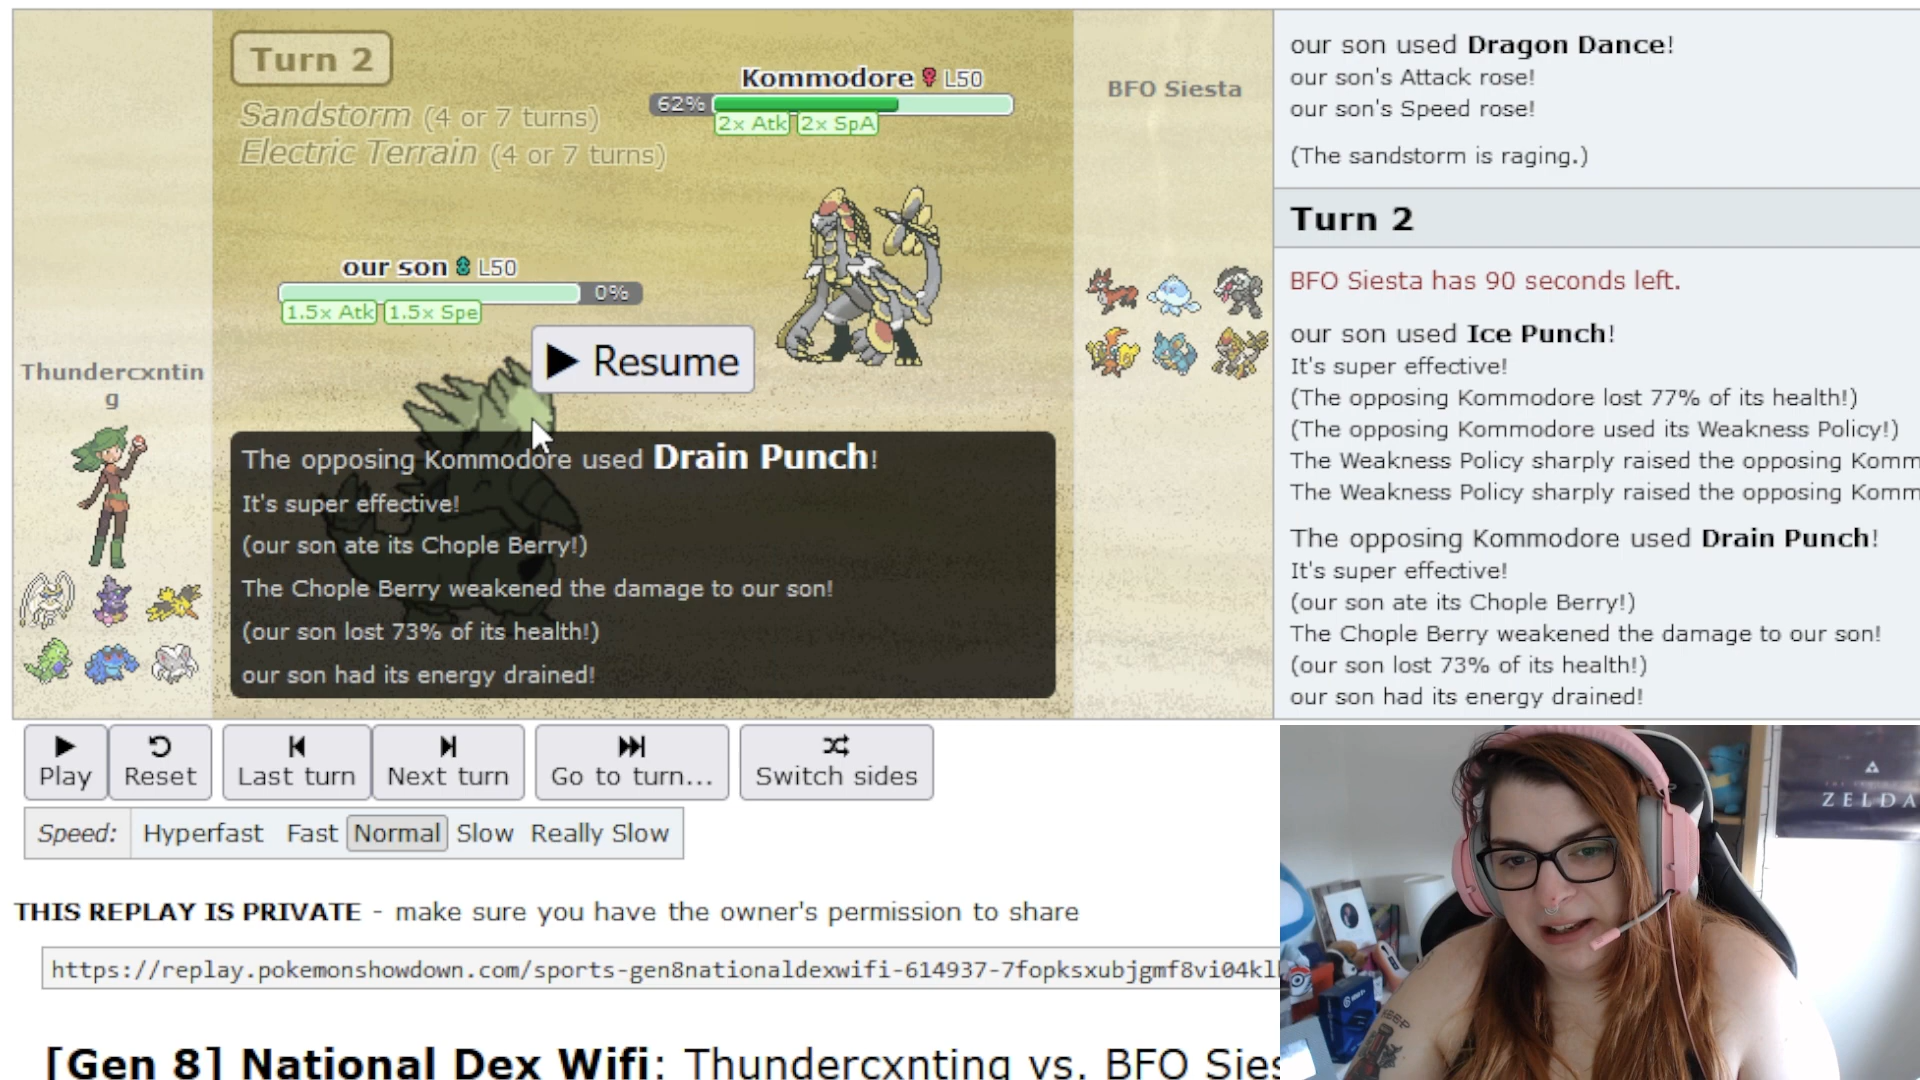 Turn 2
Sandstorm (4 or 7 turns)
Electric Terrain (4 or 7 turns)
Kommodore L50
62%
2x Atk 2x SpA
BFO Siesta
our son L50
0%
1.5x Atk 1.5x Spe
Resume
Thundercxntin
g
The opposing Kommodore used Drain Punch!
It's super effective!
(our son ate its Chople Berry!)
The Chople Berry weakened the damage to our son!
(our son lost 73% of its health!)
our son had its energy drained!
our son used Dragon Dance!
our son's Attack rose!
our son's Speed rose!
(The sandstorm is raging.)
Turn 2
BFO Siesta has 90 seconds left.
our son used Ice Punch!
It's super effective!
(The opposing Kommodore lost 77% of its health!)
(The opposing Kommodore used its Weakness Policy!)
The Weakness Policy sharply raised the opposing Komm
The Weakness Policy sharply raised the opposing Komm
The opposing Kommodore used Drain Punch!
It's super effective!
(our son ate its Chople Berry!)
The Chople Berry weakened the damage to our son!
(our son lost 73% of its health!)
our son had its energy drained!
Play
Reset
Last turn
Next turn
Go to turn...
Switch sides
Speed: Hyperfast Fast Normal Slow Really Slow
THIS REPLAY IS PRIVATE - make sure you have the owner's permission to share
https://replay.pokemonshowdown.com/sports-gen8nationaldexwifi-614937-7fopksxubjgmf8vi04kl
[Gen 8] National Dex Wifi: Thundercxnting vs. BFO Sies
ZELDA